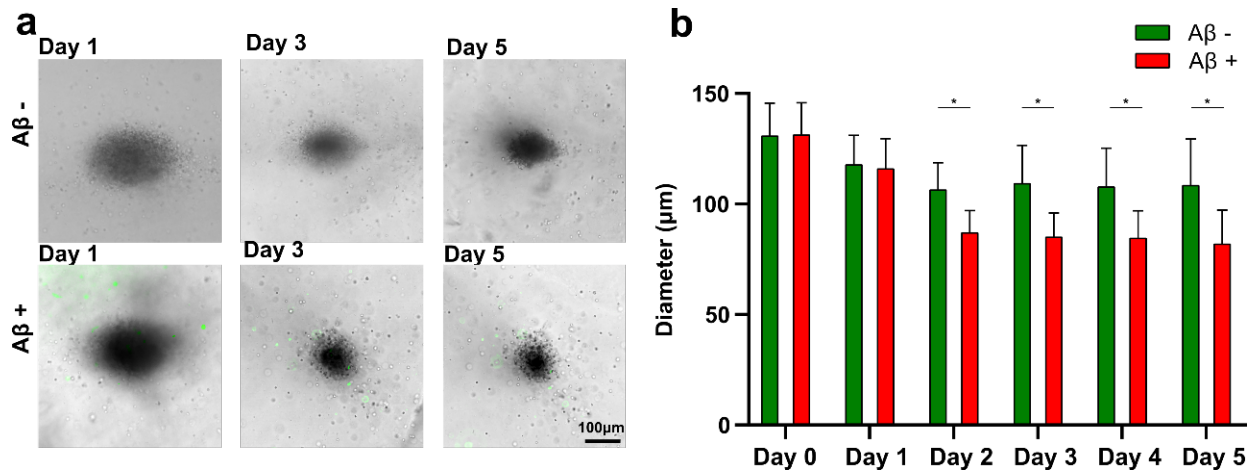 a
Day 1
Day 3
Day 5
Aβ -
Day 1
Day 3
Day 5
Aβ +
100µm
b
Aβ -
Aβ +
* * * *
Diameter (µm)
150
100
50
0
Day 0 Day 1 Day 2 Day 3 Day 4 Day 5